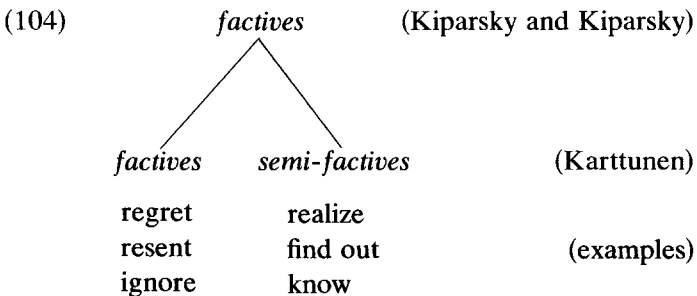 (104) factives (Kiparsky and Kiparsky)
factives semi-factives (Karttunen)
regret realize
resent find out (examples)
ignore know